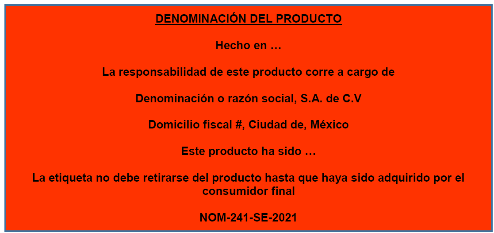 DENOMINACIÓN DEL PRODUCTO
Hecho en …
La responsabilidad de este producto corre a cargo de
Denominación o razón social, S.A. de C.V
Domicilio fiscal #, Ciudad de, México
Este producto ha sido …
La etiqueta no debe retirarse del producto hasta que haya sido adquirido por el
consumidor final
NOM-241-SE-2021